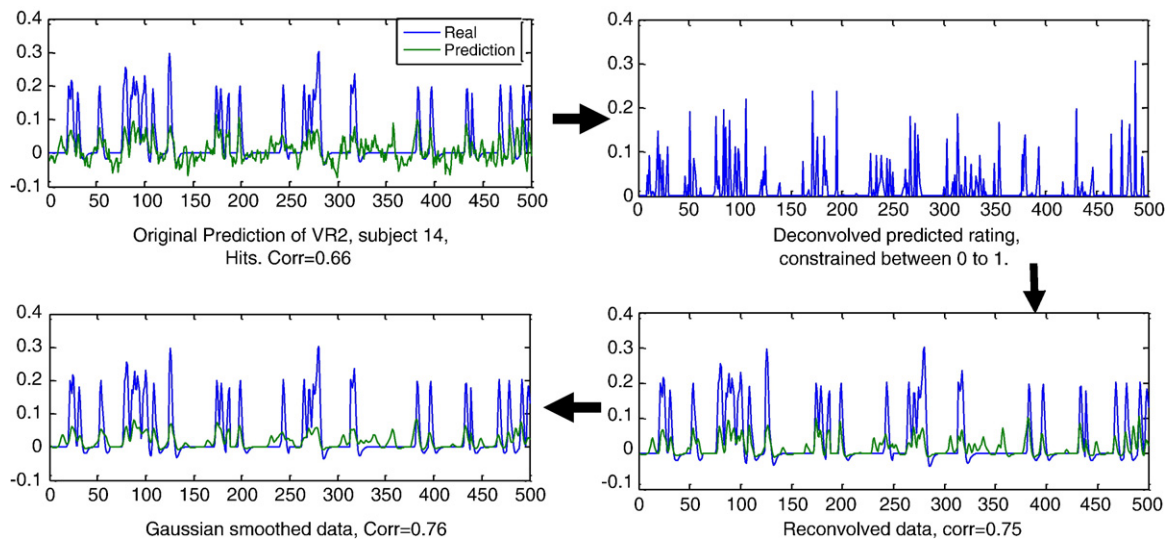 0.4
0.3
0.2
0.1
0
-0.1
Real
Prediction
0 50 100 150 200 250 300 350 400 450 500
Original Prediction of VR2, subject 14,
Hits. Corr=0.66
0.4
0.3
0.2
0.1
0
0 50 100 150 200 250 300 350 400 450 500
Deconvolved predicted rating,
constrained between 0 to 1.
0.4
0.3
0.2
0.1
0
-0.1
0 50 100 150 200 250 300 350 400 450 500
Gaussian smoothed data, Corr=0.76
0.4
0.3
0.2
0.1
0
-0.1
0 50 100 150 200 250 300 350 400 450 500
Reconvolved data, corr=0.75